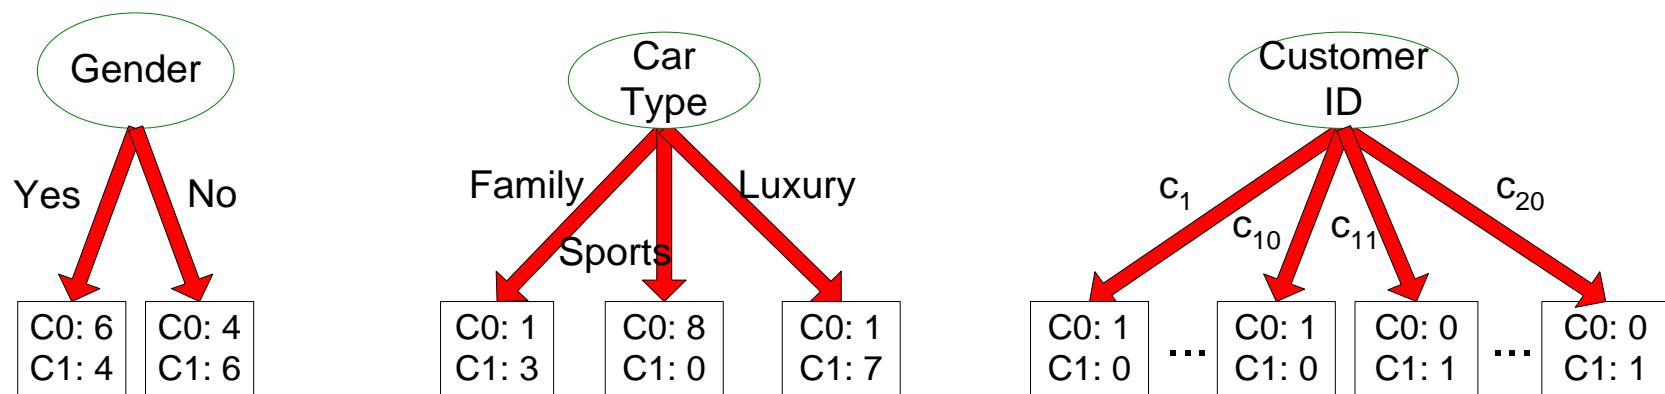 Gender
Yes
No
C0: 6
C1: 4
C0: 4
C1: 6
Car
Type
Family
Sports
Luxury
C0: 1
C1: 3
C0: 8
C1: 0
C0: 1
C1: 7
Customer
ID
c₁
c₁₀
c₁₁
c₂₀
C0: 1
C1: 0
...
C0: 1
C1: 0
C0: 0
C1: 1
...
C0: 0
C1: 1